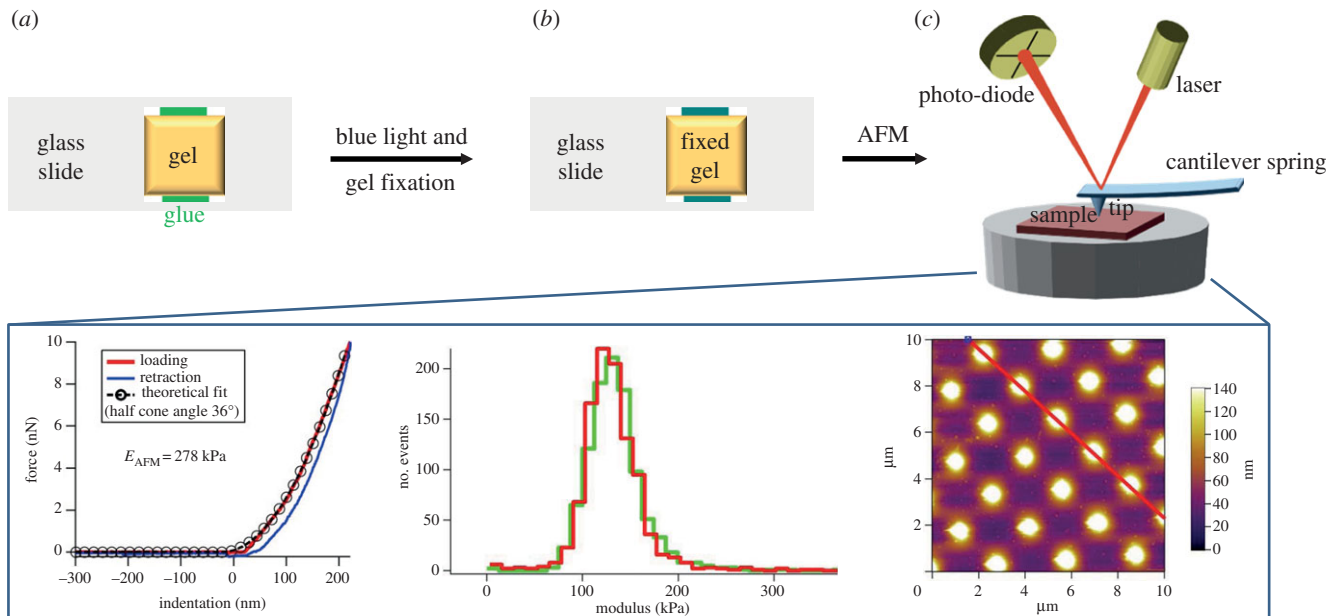 (a)
(b)
(c)
glass
slide
gel
glue
blue light and
gel fixation
glass
slide
fixed
gel
AFM
photo-diode
laser
cantilever spring
sample
tip
10
8
6
4
2
0
force (nN)
loading
retraction
theoretical fit
(half cone angle 36°)
E_AFM = 278 kPa
−300
−200
−100
0
100
200
indentation (nm)
200
150
100
50
0
no. events
0
100
200
300
modulus (kPa)
10
8
6
4
2
μm
0
2
4
6
8
10
μm
140
120
100
80
60
40
20
0
nm